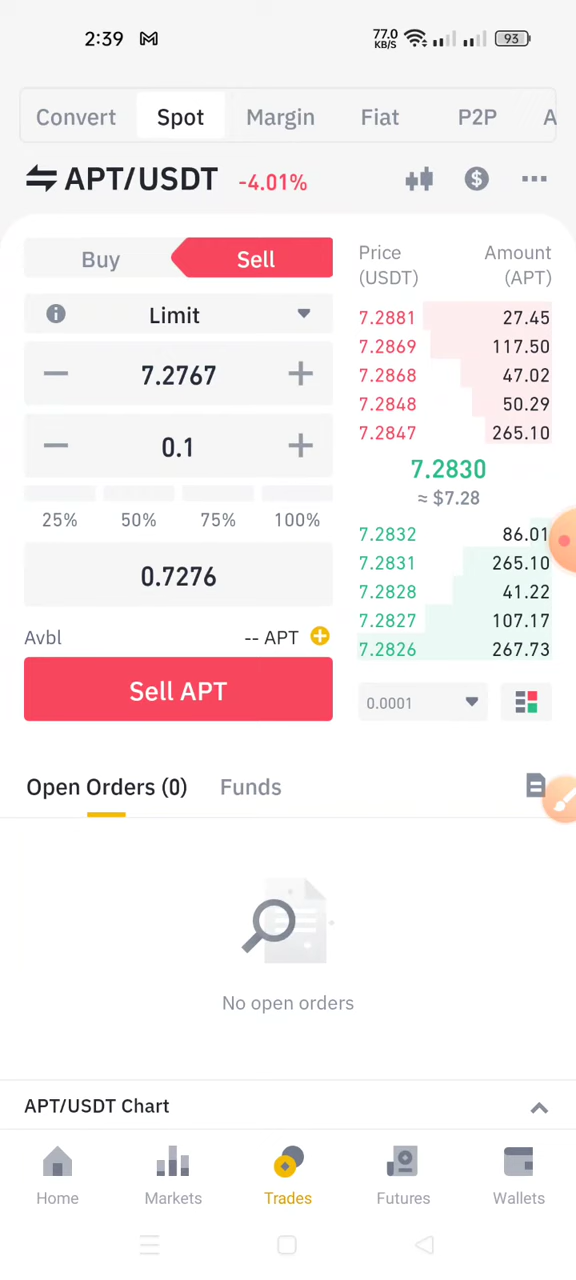 2:39 77.0 KB/S 93
Convert Spot Margin Fiat P2P A
APT/USDT -4.01%
Buy Sell
Limit
7.2767
0.1
25% 50% 75% 100%
0.7276
Avbl -- APT
Sell APT
Price (USDT) Amount (APT)
7.2881 27.45
7.2869 117.50
7.2868 47.02
7.2848 50.29
7.2847 265.10
7.2830
≈ $7.28
7.2832 86.01
7.2831 265.10
7.2828 41.22
7.2827 107.17
7.2826 267.73
0.0001
Open Orders (0) Funds
No open orders
APT/USDT Chart
Home Markets Trades Futures Wallets